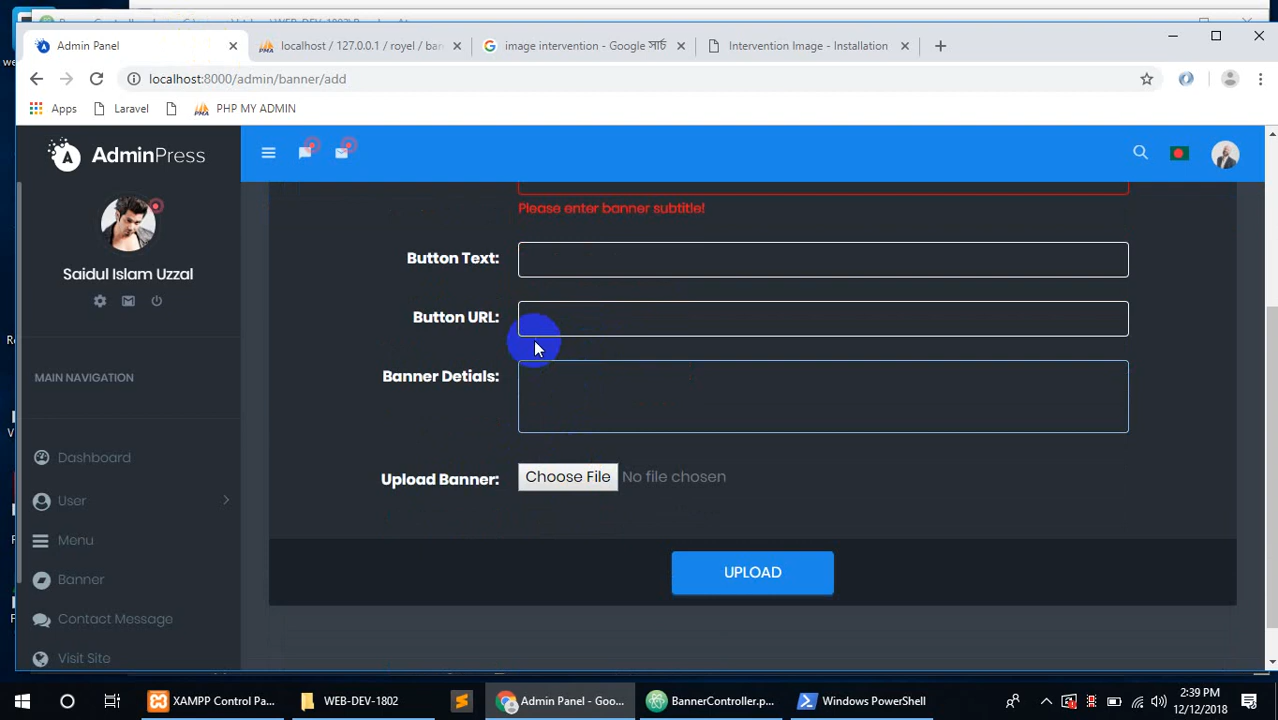 Admin Panel
localhost / 127.0.0.1 / royel / ban
image intervention - Google সার্চ
Intervention Image - Installation
localhost:8000/admin/banner/add
Apps
Laravel
PHP MY ADMIN
AdminPress
Saidul Islam Uzzal
MAIN NAVIGATION
Dashboard
User
Menu
Banner
Contact Message
Visit Site
Please enter banner subtitle!
Button Text:
Button URL:
Banner Detials:
Upload Banner:
Choose File No file chosen
UPLOAD
XAMPP Control Pa...
WEB-DEV-1802
Admin Panel - Goo...
BannerController.p...
Windows PowerShell
2:39 PM
12/12/2018